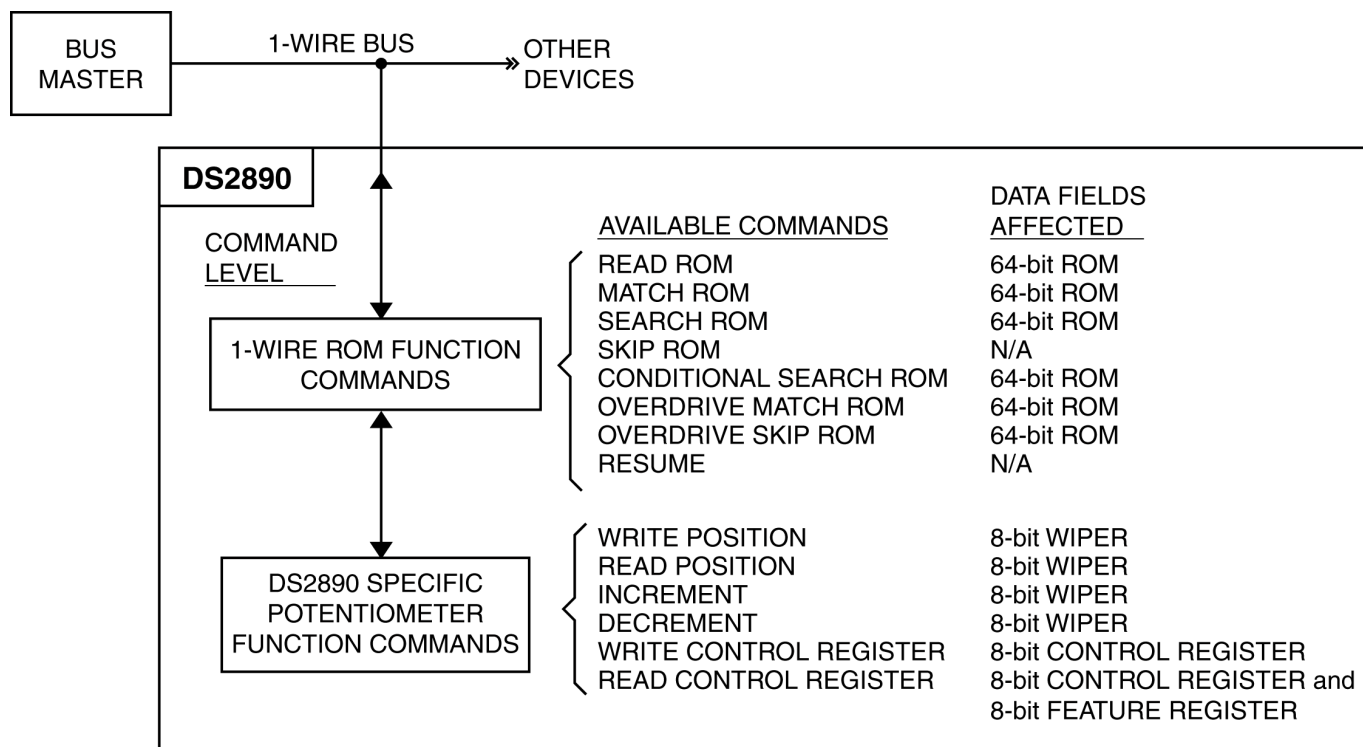 BUS
MASTER
1-WIRE BUS
OTHER
DEVICES
DS2890
COMMAND
LEVEL
AVAILABLE COMMANDS
DATA FIELDS
AFFECTED
1-WIRE ROM FUNCTION
COMMANDS
READ ROM 64-bit ROM
MATCH ROM 64-bit ROM
SEARCH ROM 64-bit ROM
SKIP ROM N/A
CONDITIONAL SEARCH ROM 64-bit ROM
OVERDRIVE MATCH ROM 64-bit ROM
OVERDRIVE SKIP ROM 64-bit ROM
RESUME N/A
DS2890 SPECIFIC
POTENTIOMETER
FUNCTION COMMANDS
WRITE POSITION 8-bit WIPER
READ POSITION 8-bit WIPER
INCREMENT 8-bit WIPER
DECREMENT 8-bit WIPER
WRITE CONTROL REGISTER 8-bit CONTROL REGISTER
READ CONTROL REGISTER 8-bit CONTROL REGISTER and
8-bit FEATURE REGISTER